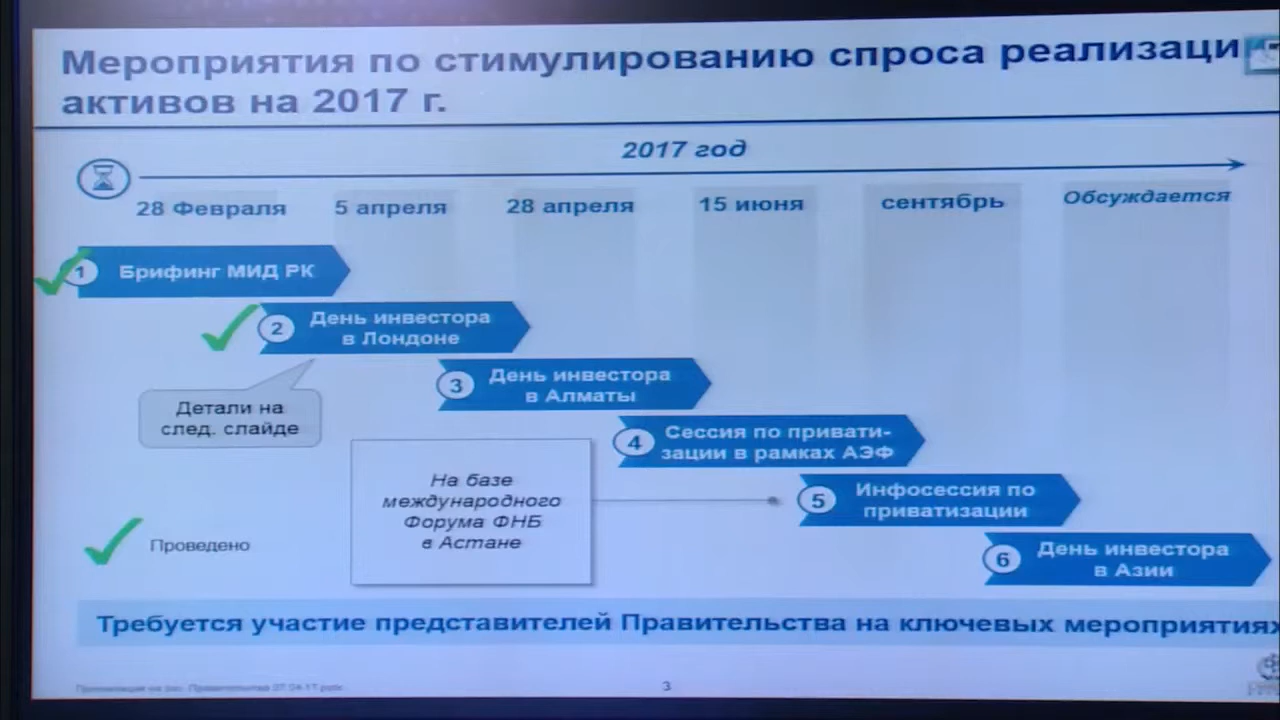 Мероприятия по стимулированию спроса реализаци
активов на 2017 г.
2017 год
28 Февраля
5 апреля
28 апреля
15 июня
сентябрь
Обсуждается
1 Брифинг МИД РК
2 День инвестора
в Лондоне
3 День инвестора
в Алматы
Детали на
след. слайде
4 Сессия по привати-
зации в рамках АЭФ
На базе
международного
Форума ФНБ
в Астане
5 Инфосессия по
приватизации
Проведено
6 День инвестора
в Азии
Требуется участие представителей Правительства на ключевых мероприятиях
3